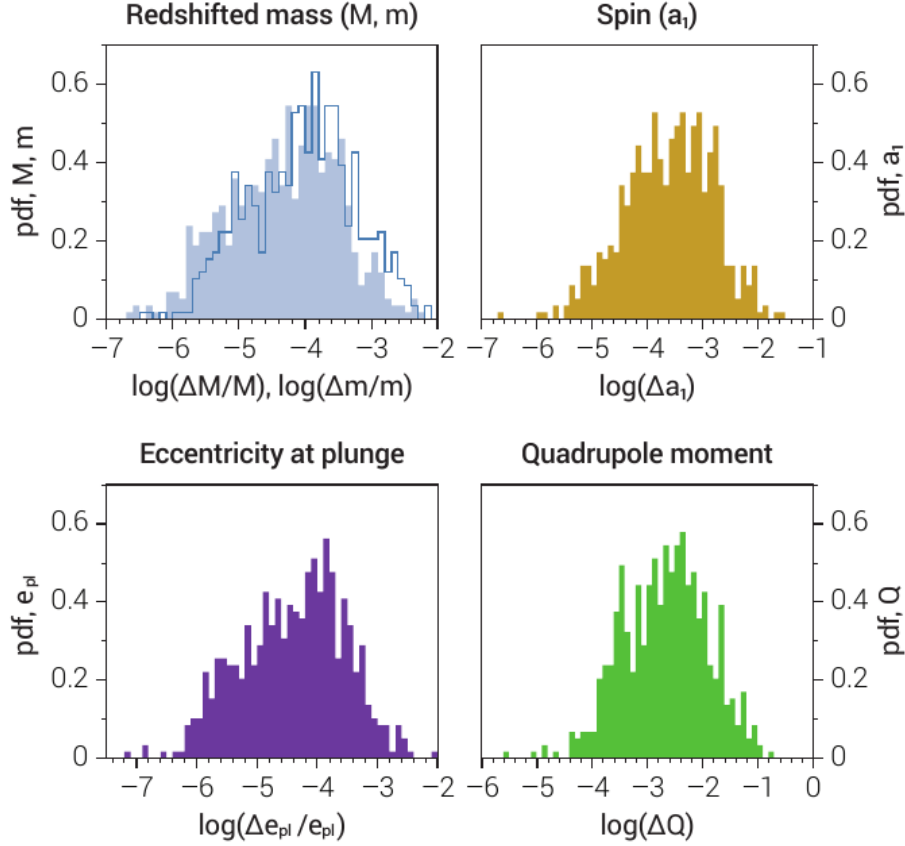 Redshifted mass (M, m)
Spin (a₁)
pdf, M, m
0.6
0.4
0.2
0
−7 −6 −5 −4 −3 −2
log(ΔM/M), log(Δm/m)
pdf, a₁
0.6
0.4
0.2
0
−7 −6 −5 −4 −3 −2 −1
log(Δa₁)
Eccentricity at plunge
Quadrupole moment
pdf, eₚₗ
0.6
0.4
0.2
0
−7 −6 −5 −4 −3 −2
log(Δeₚₗ/eₚₗ)
pdf, Q
0.6
0.4
0.2
0
−6 −5 −4 −3 −2 −1 0
log(ΔQ)